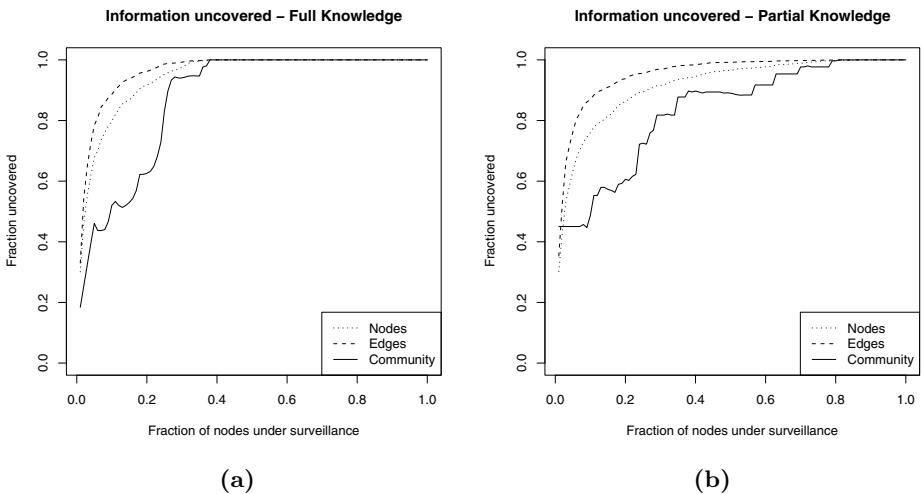 Information uncovered – Full Knowledge
Fraction uncovered
1.0
0.8
0.6
0.4
0.2
0.0
Nodes
Edges
Community
0.0 0.2 0.4 0.6 0.8 1.0
Fraction of nodes under surveillance
(a)
Information uncovered – Partial Knowledge
Fraction uncovered
1.0
0.8
0.6
0.4
0.2
0.0
Nodes
Edges
Community
0.0 0.2 0.4 0.6 0.8 1.0
Fraction of nodes under surveillance
(b)